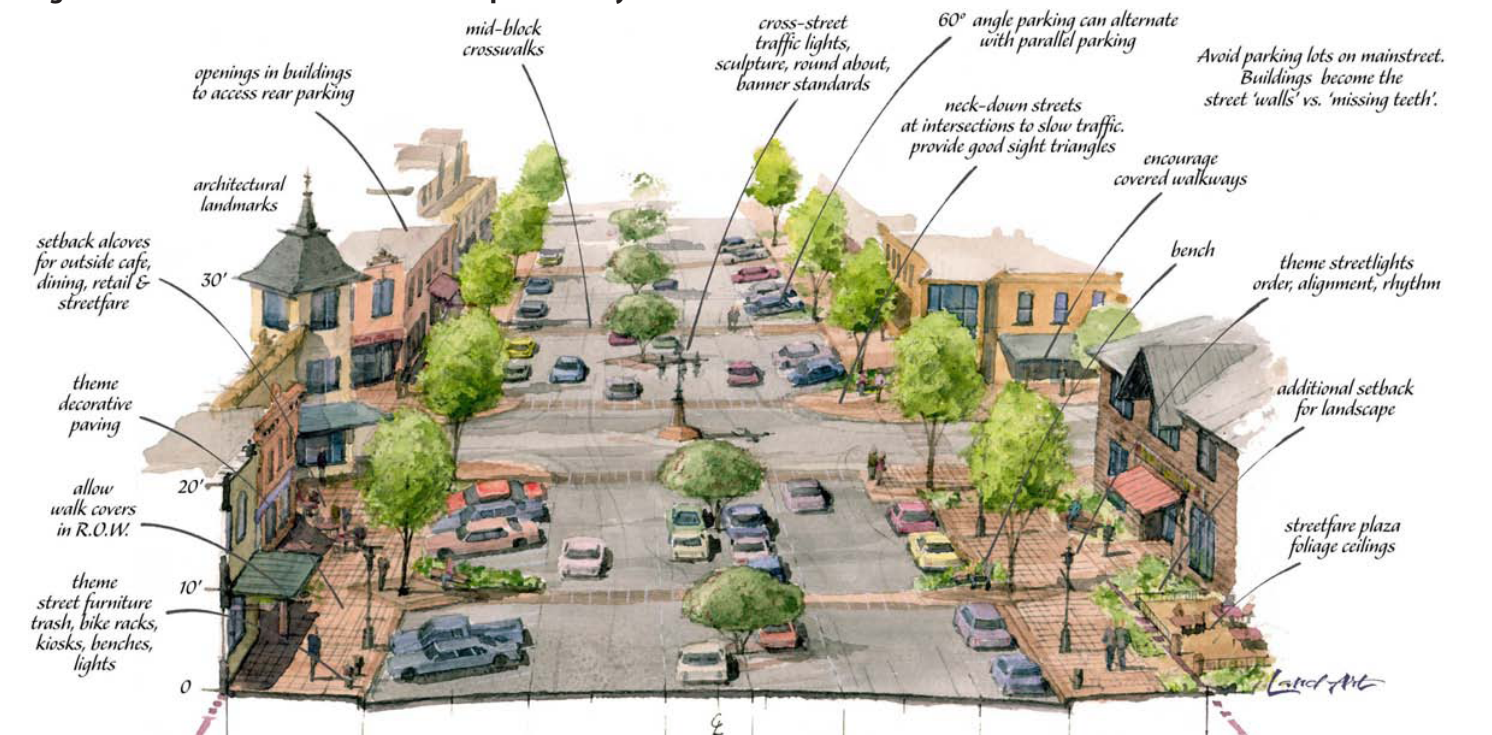 mid-block
crosswalks
cross-street
traffic lights,
sculpture, round about,
banner standards
60° angle parking can alternate
with parallel parking
Avoid parking lots on mainstreet.
Buildings become the
street 'walls' vs. 'missing teeth'.
openings in buildings
to access rear parking
neck-down streets
at intersections to slow traffic.
provide good sight triangles
encourage
covered walkways
architectural
landmarks
setback alcoves
for outside cafe,
dining, retail &
streetfare
30'
bench
theme streetlights
order, alignment, rhythm
theme
decorative
paving
additional setback
for landscape
20'
allow
walk covers
in R.O.W.
streetfare plaza
foliage ceilings
10'
theme
street furniture
trash, bike racks,
kiosks, benches,
lights
0
Land Art